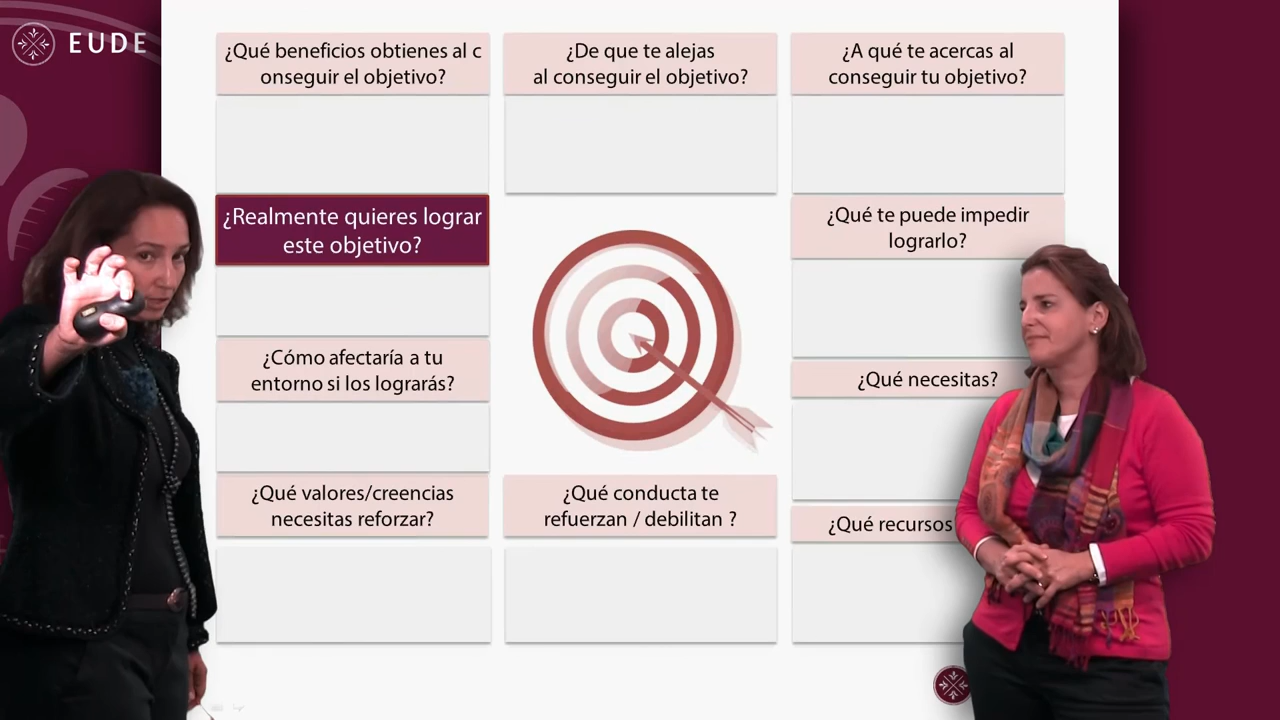 EUDE
¿Qué beneficios obtienes al c
onseguir el objetivo?
¿De que te alejas
al conseguir el objetivo?
¿A qué te acercas al
conseguir tu objetivo?
¿Realmente quieres lograr
este objetivo?
¿Qué te puede impedir
lograrlo?
¿Cómo afectaría a tu
entorno si los lograrás?
¿Qué necesitas?
¿Qué valores/creencias
necesitas reforzar?
¿Qué conducta te
refuerzan / debilitan ?
¿Qué recursos